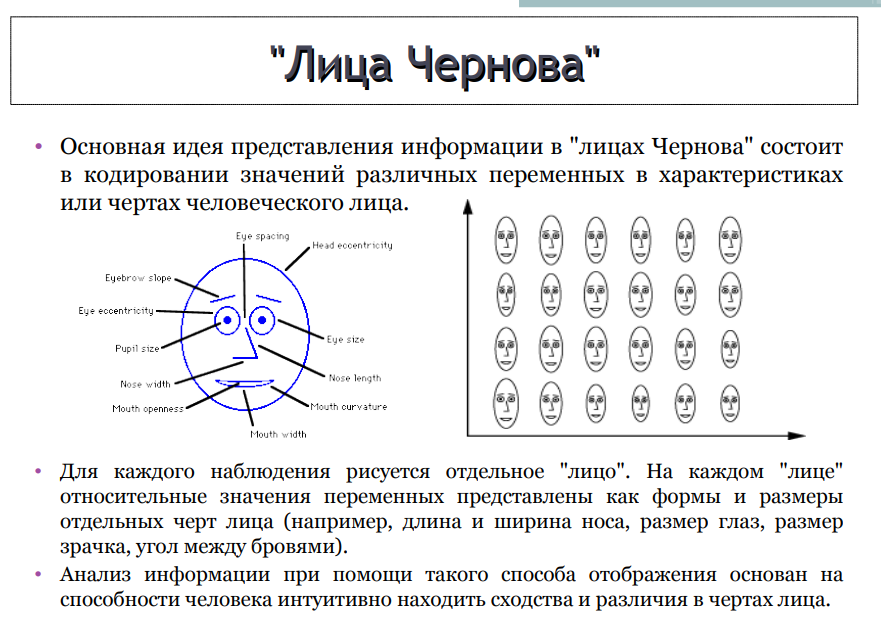 "Лица Чернова"
• Основная идея представления информации в "лицах Чернова" состоит
в кодировании значений различных переменных в характеристиках
или чертах человеческого лица.
Eye spacing
Head eccentricity
Eyebrow slope
Eye eccentricity
Pupil size
Eye size
Nose width
Nose length
Mouth openness
Mouth curvature
Mouth width
• Для каждого наблюдения рисуется отдельное "лицо". На каждом "лице"
относительные значения переменных представлены как формы и размеры
отдельных черт лица (например, длина и ширина носа, размер глаз, размер
зрачка, угол между бровями).
• Анализ информации при помощи такого способа отображения основан на
способности человека интуитивно находить сходства и различия в чертах лица.